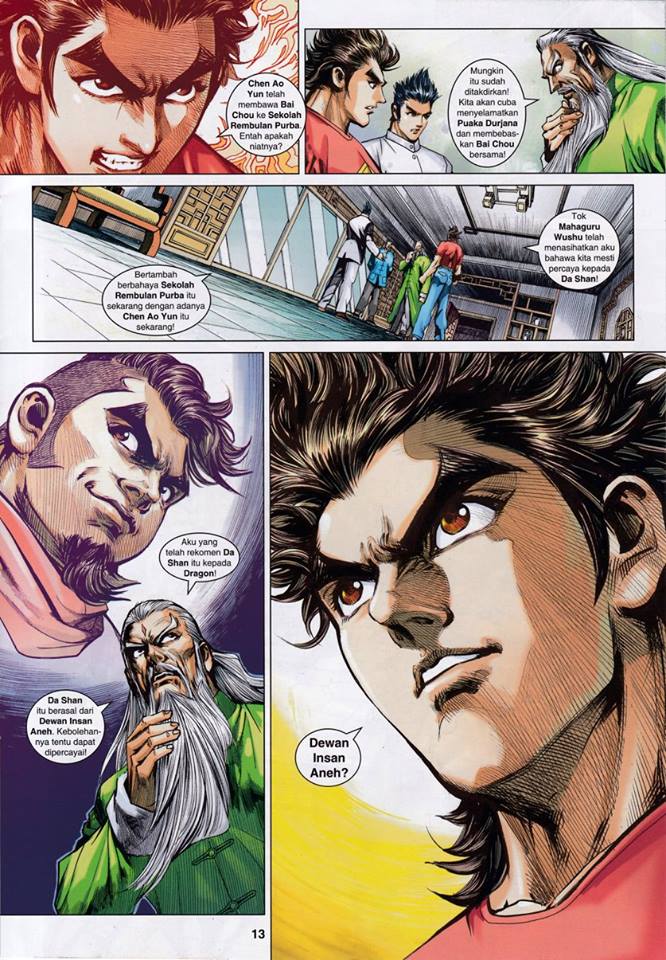 Chen Ao
Yun telah
membawa Bai
Chou ke Sekolah
Rembulan Purba.
Entah apakah
niatnya?
Mungkin
itu sudah
ditakdirkan!
Kita akan cuba
menyelamatkan
Puaka Durjana
dan membebas-
kan Bai Chou
bersama!
Tok
Mahaguru
Wushu telah
menasihatkan aku
bahawa kita mesti
percaya kepada
Da Shan!
Bertambah
berbahaya Sekolah
Rembulan Purba itu
sekarang dengan adanya
Chen Ao Yun itu
sekarang!
Aku yang
telah rekomen Da
Shan itu kepada
Dragon!
Da Shan
itu berasal dari
Dewan Insan
Aneh. Kebolehan-
nya tentu dapat
dipercayai!
Dewan
Insan
Aneh?
13